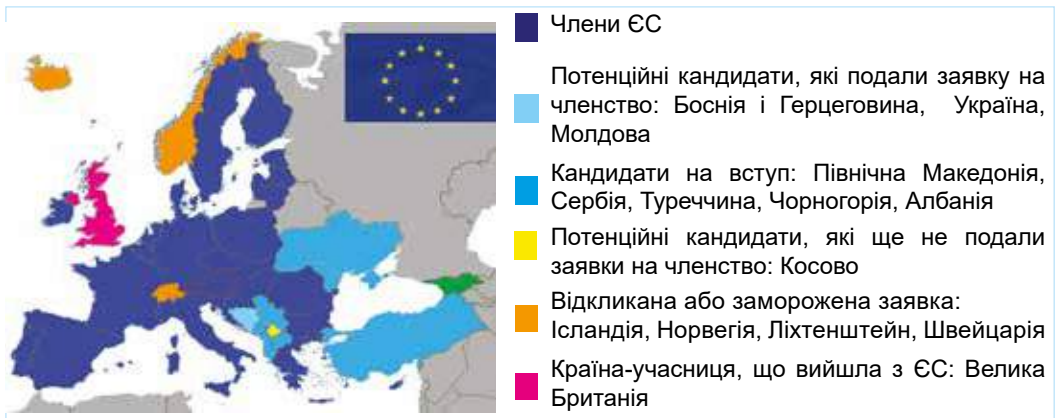 Члени ЄС
Потенційні кандидати, які подали заявку на
членство: Боснія і Герцеговина, Україна,
Молдова
Кандидати на вступ: Північна Македонія,
Сербія, Туреччина, Чорногорія, Албанія
Потенційні кандидати, які ще не подали
заявки на членство: Косово
Відкликана або заморожена заявка:
Ісландія, Норвегія, Ліхтенштейн, Швейцарія
Країна-учасниця, що вийшла з ЄС: Велика
Британія